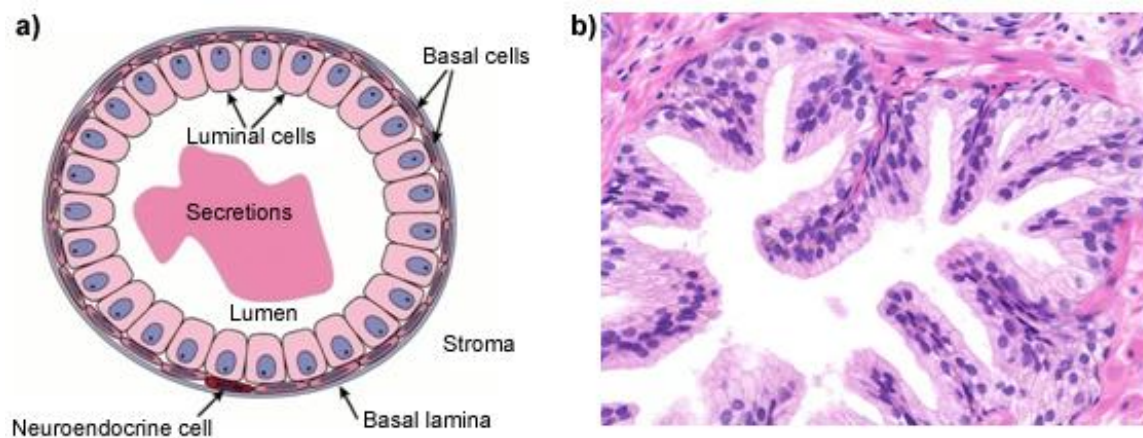 a)
b)
Basal cells
Luminal cells
Secretions
Lumen
Stroma
Neuroendocrine cell
Basal lamina